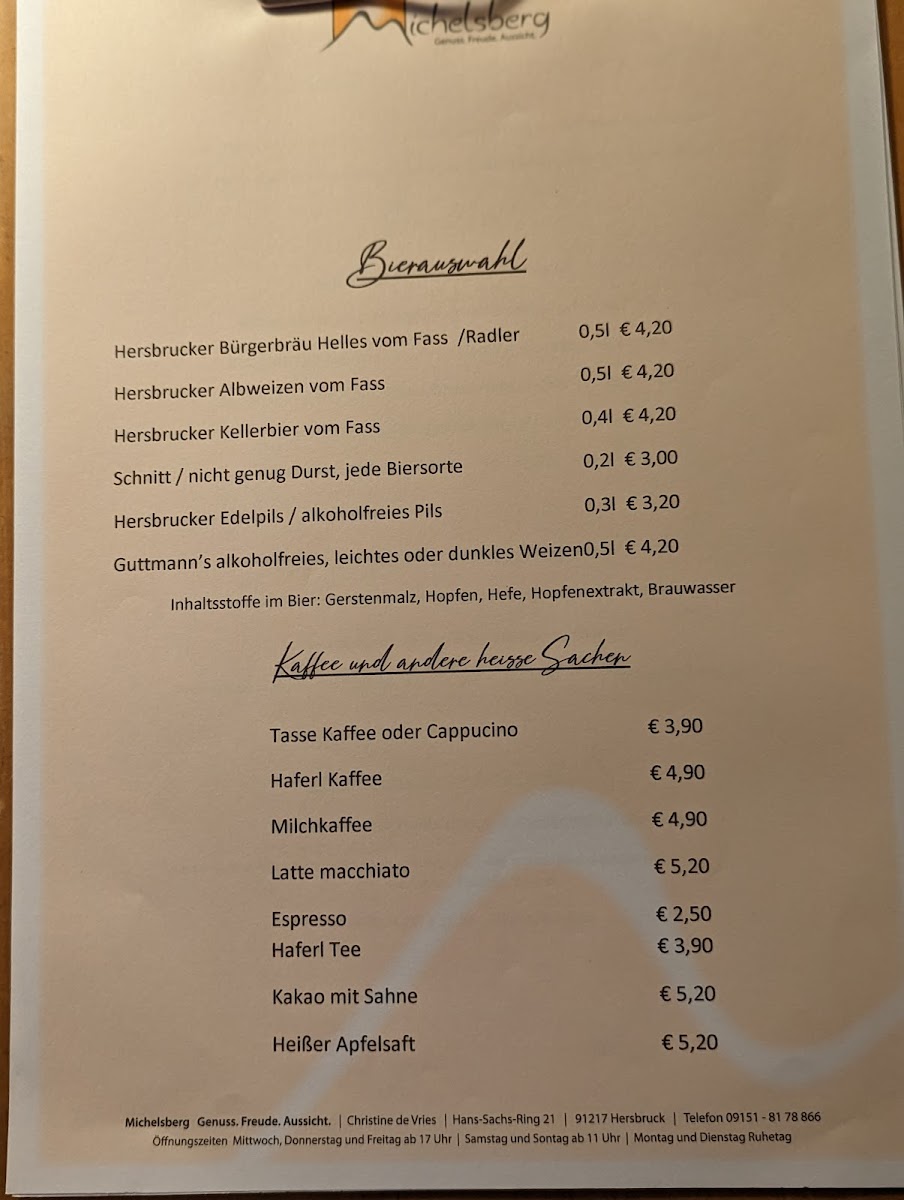 Michelsberg
Genuss. Freude. Aussicht.
Bierauswahl
Hersbrucker Bürgerbräu Helles vom Fass /Radler 0,5l € 4,20
Hersbrucker Albweizen vom Fass 0,5l € 4,20
Hersbrucker Kellerbier vom Fass 0,4l € 4,20
Schnitt / nicht genug Durst, jede Biersorte 0,2l € 3,00
Hersbrucker Edelpils / alkoholfreies Pils 0,3l € 3,20
Guttmann's alkoholfreies, leichtes oder dunkles Weizen0,5l € 4,20
Inhaltsstoffe im Bier: Gerstenmalz, Hopfen, Hefe, Hopfenextrakt, Brauwasser
Kaffee und andere heisse Sachen
Tasse Kaffee oder Cappucino € 3,90
Haferl Kaffee € 4,90
Milchkaffee € 4,90
Latte macchiato € 5,20
Espresso € 2,50
Haferl Tee € 3,90
Kakao mit Sahne € 5,20
Heißer Apfelsaft € 5,20
Michelsberg Genuss. Freude. Aussicht. | Christine de Vries | Hans-Sachs-Ring 21 | 91217 Hersbruck | Telefon 09151 - 81 78 866
Öffnungszeiten Mittwoch, Donnerstag und Freitag ab 17 Uhr | Samstag und Sontag ab 11 Uhr | Montag und Dienstag Ruhetag